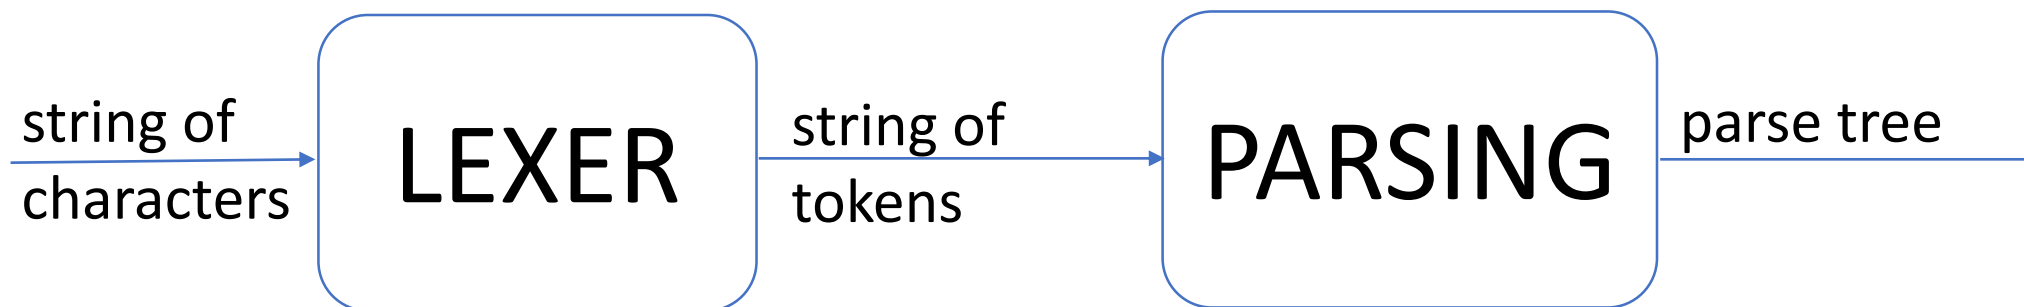 string of
characters
LEXER
string of
tokens
PARSING
parse tree